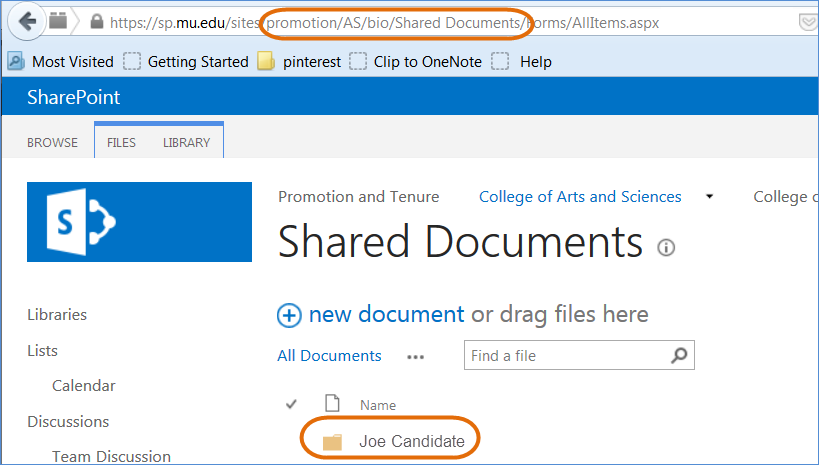 https://sp.mu.edu/sites/promotion/AS/bio/Shared Documents/Forms/AllItems.aspx
Most Visited Getting Started pinterest Clip to OneNote Help
SharePoint
BROWSE FILES LIBRARY
S
Promotion and Tenure College of Arts and Sciences College o
Shared Documents
Libraries
Lists
Calendar
Discussions
Team Discussion
new document or drag files here
All Documents ••• Find a file
Name
Joe Candidate